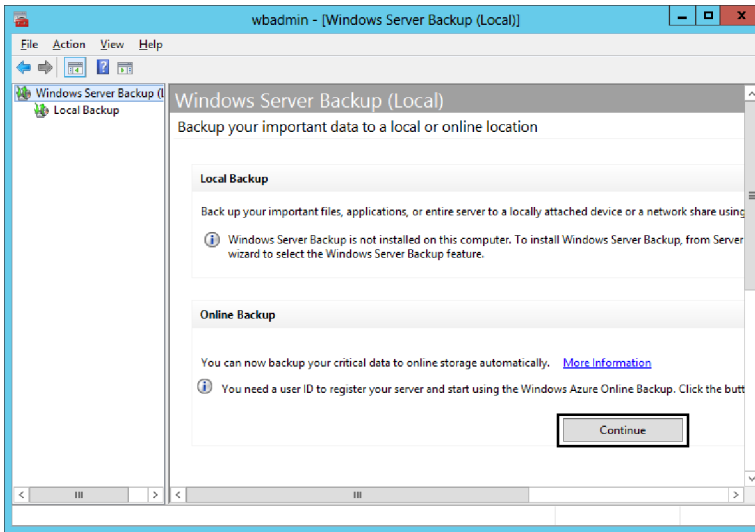 wbadmin - [Windows Server Backup (Local)]
File Action View Help
Windows Server Backup (L
Local Backup
Windows Server Backup (Local)
Backup your important data to a local or online location
Local Backup
Back up your important files, applications, or entire server to a locally attached device or a network share using
Windows Server Backup is not installed on this computer. To install Windows Server Backup, from Server
wizard to select the Windows Server Backup feature.
Online Backup
You can now backup your critical data to online storage automatically. More Information
You need a user ID to register your server and start using the Windows Azure Online Backup. Click the butt
Continue